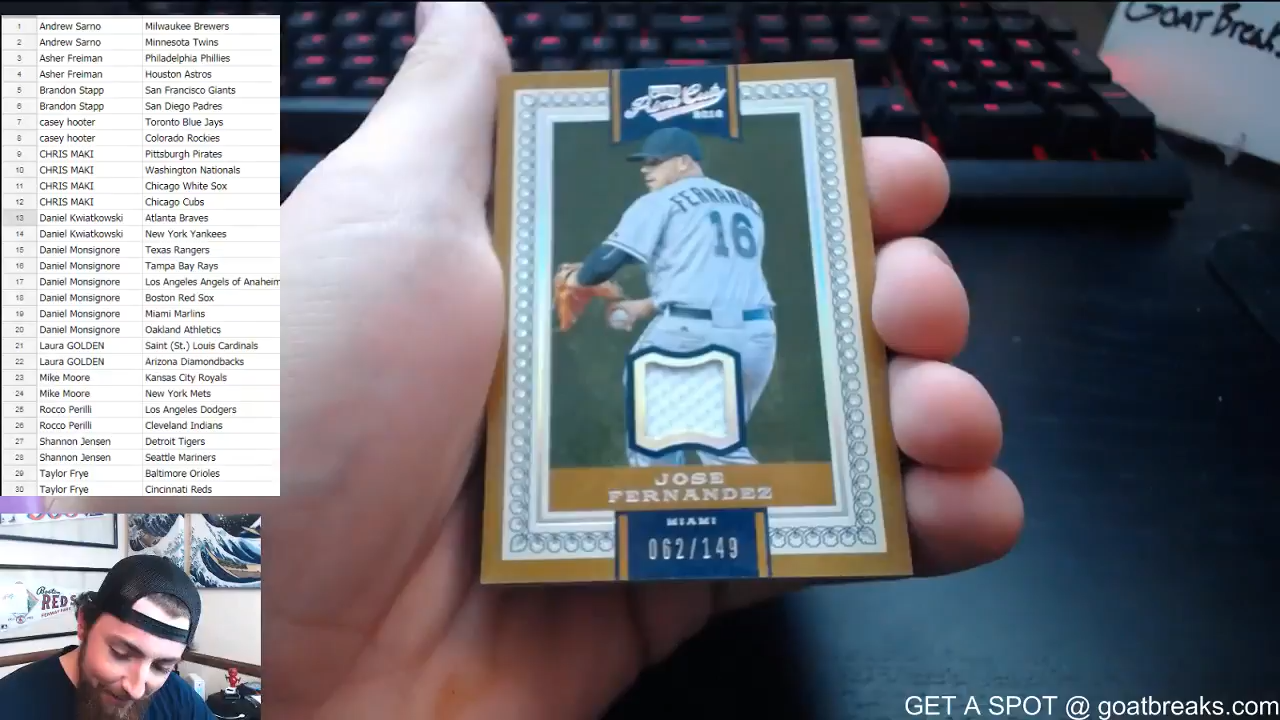 1 Andrew Sarno Milwaukee Brewers
2 Andrew Sarno Minnesota Twins
3 Asher Freiman Philadelphia Phillies
4 Asher Freiman Houston Astros
5 Brandon Stapp San Francisco Giants
6 Brandon Stapp San Diego Padres
7 casey hooter Toronto Blue Jays
8 casey hooter Colorado Rockies
9 CHRIS MAKI Pittsburgh Pirates
10 CHRIS MAKI Washington Nationals
11 CHRIS MAKI Chicago White Sox
12 CHRIS MAKI Chicago Cubs
13 Daniel Kwiatkowski Atlanta Braves
14 Daniel Kwiatkowski New York Yankees
15 Daniel Monsignore Texas Rangers
16 Daniel Monsignore Tampa Bay Rays
17 Daniel Monsignore Los Angeles Angels of Anaheim
18 Daniel Monsignore Boston Red Sox
19 Daniel Monsignore Miami Marlins
20 Daniel Monsignore Oakland Athletics
21 Laura GOLDEN Saint (St.) Louis Cardinals
22 Laura GOLDEN Arizona Diamondbacks
23 Mike Moore Kansas City Royals
24 Mike Moore New York Mets
25 Rocco Perilli Los Angeles Dodgers
26 Rocco Perilli Cleveland Indians
27 Shannon Jensen Detroit Tigers
28 Shannon Jensen Seattle Mariners
29 Taylor Frye Baltimore Orioles
30 Taylor Frye Cincinnati Reds
GOAT Break
Prime Cuts
2016
FERNANDEZ
16
JOSE
FERNANDEZ
MIAMI
062/149
Boston
RED S
GET A SPOT @ goatbreaks.com